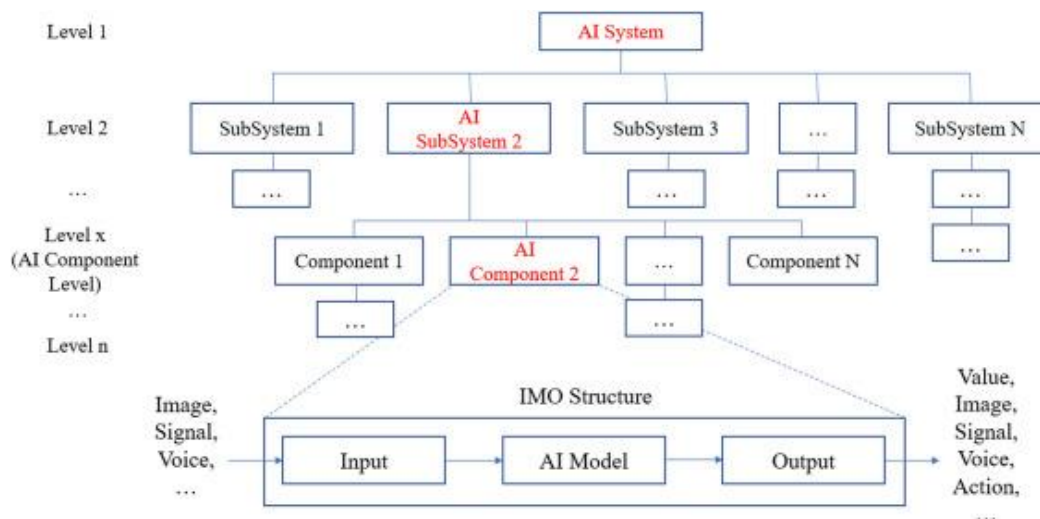 Level 1
AI System
Level 2
SubSystem 1
AI
SubSystem 2
SubSystem 3
…
SubSystem N
…
…
…
…
…
Level x
(AI Component
Level)
Component 1
AI
Component 2
…
Component N
…
…
…
…
Level n
IMO Structure
Image,
Signal,
Voice,
…
Input
AI Model
Output
Value,
Image,
Signal,
Voice,
Action,
…